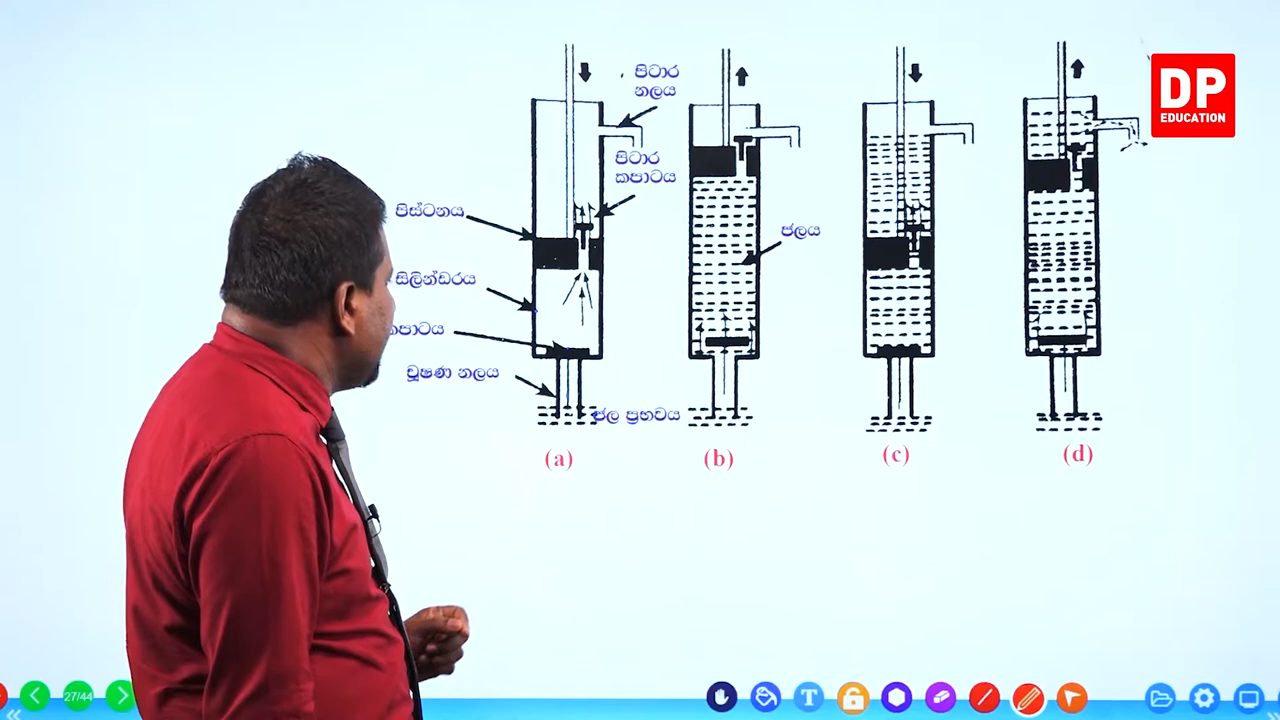 පිටාර
නලය
DP
EDUCATION
පිටාර
කපාටය
පිස්ටනය
ජලය
සිලින්ඩරය
කපාටය
චූෂණ නලය
ජල ප්‍රභවය
(a)
(b)
(c)
(d)
27/44
T